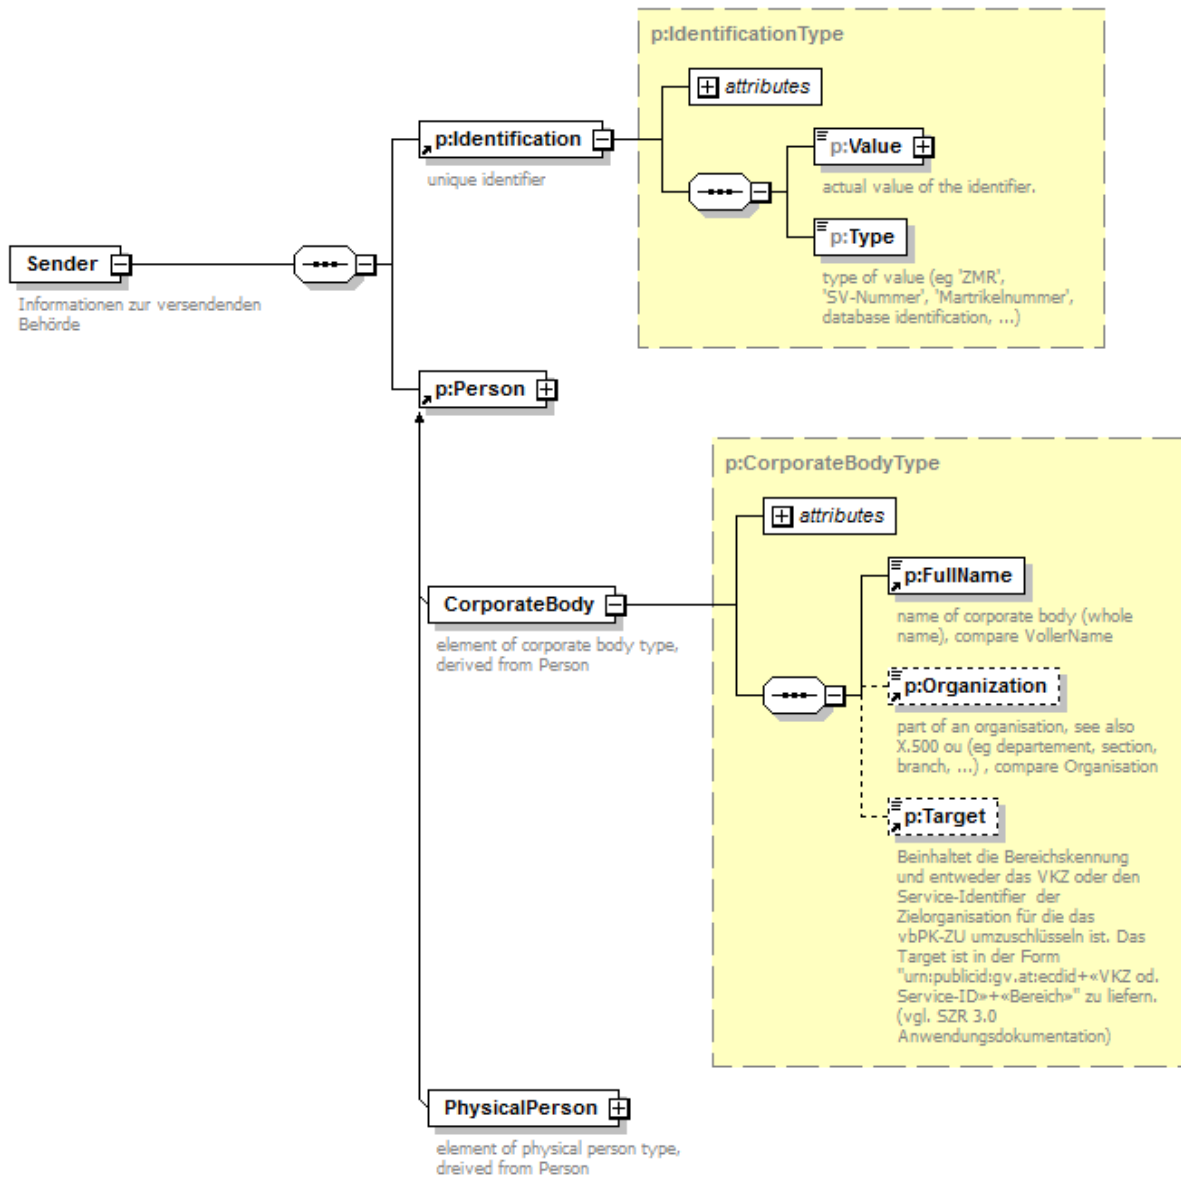 p:IdentificationType
attributes
p:Identification
unique identifier
p:Value
actual value of the identifier.
p:Type
type of value (eg 'ZMR',
'SV-Nummer', 'Martrikelnummer',
database identification, ...)
Sender
Informationen zur versendenden
Behörde
p:Person
p:CorporateBodyType
attributes
CorporateBody
element of corporate body type,
derived from Person
p:FullName
name of corporate body (whole
name), compare VollerName
p:Organization
part of an organisation, see also
X.500 ou (eg departement, section,
branch, ...) , compare Organisation
p:Target
Beinhaltet die Bereichskennung
und entweder das VKZ oder den
Service-Identifier der
Zielorganisation für die das
vbPK-ZU umzuschlüsseln ist. Das
Target ist in der Form
"urn:publicid:gv.at:ecdid+«VKZ od.
Service-ID»+«Bereich»" zu liefern.
(vgl. SZR 3.0
Anwendungsdokumentation)
PhysicalPerson
element of physical person type,
dreived from Person